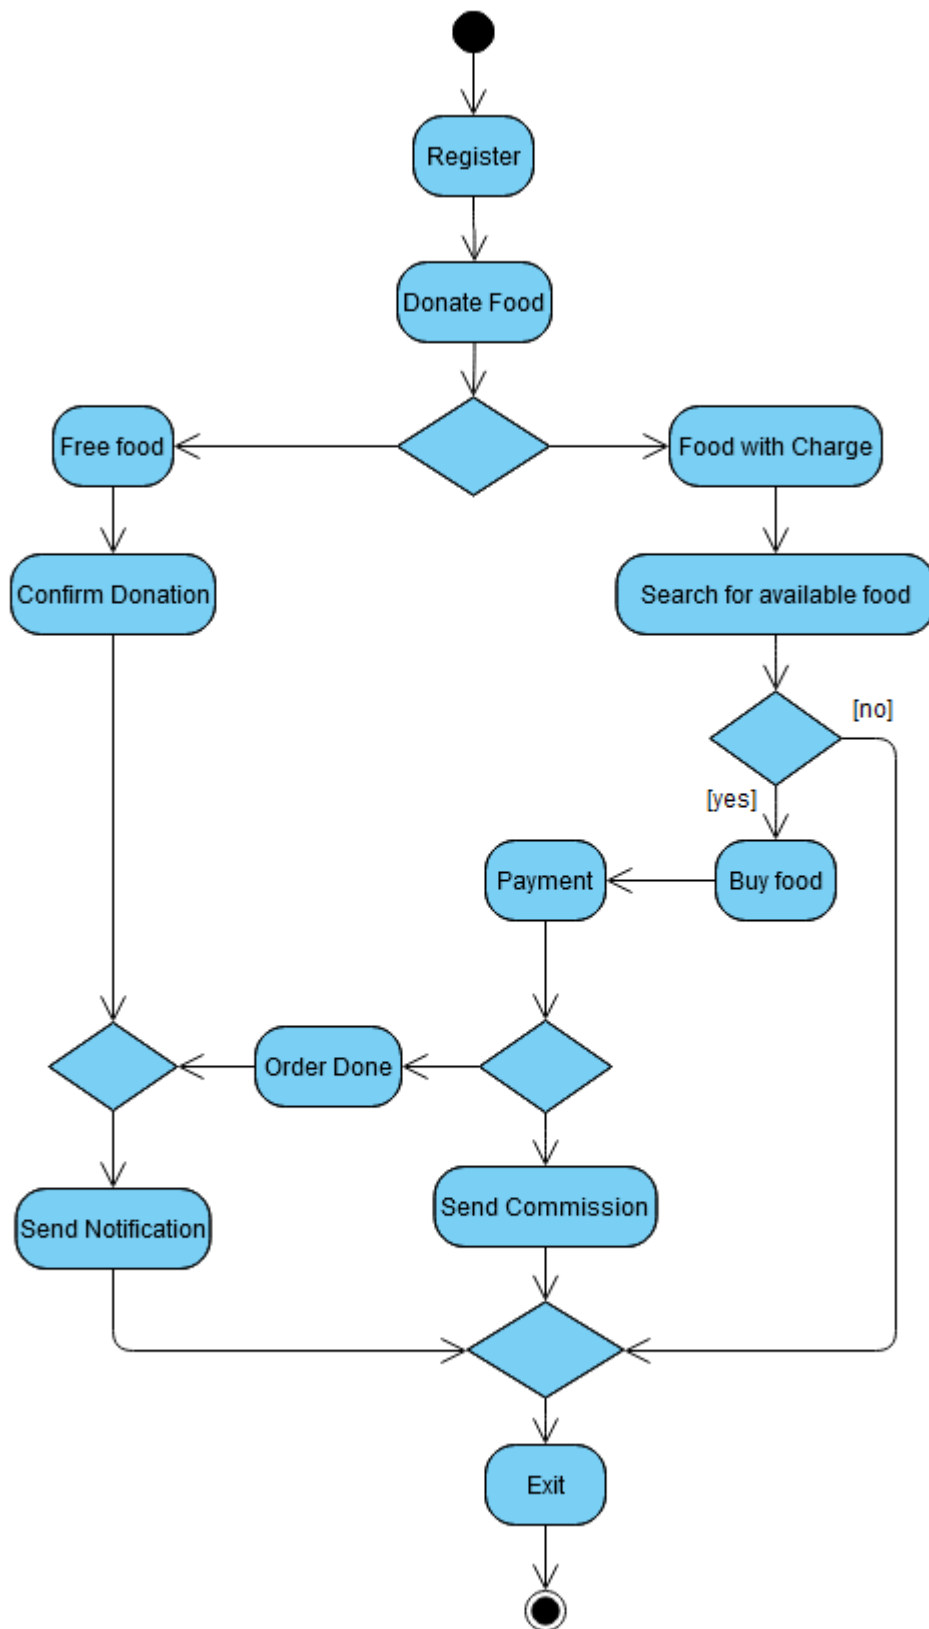 Register
Donate Food
Free food
Food with Charge
Confirm Donation
Search for available food
[no]
[yes]
Payment
Buy food
Order Done
Send Commission
Send Notification
Exit